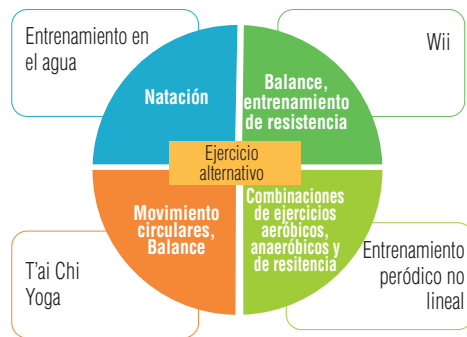 Entrenamiento en
el agua
Wii
Natación
Balance,
entrenamiento
de resistencia
Ejercicio
alternativo
Movimiento
circulares,
Balance
Combinaciones
de ejercicios
aeróbicos,
anaeróbicos y
de resitencia
T'ai Chi
Yoga
Entrenamiento
peródico no
lineal